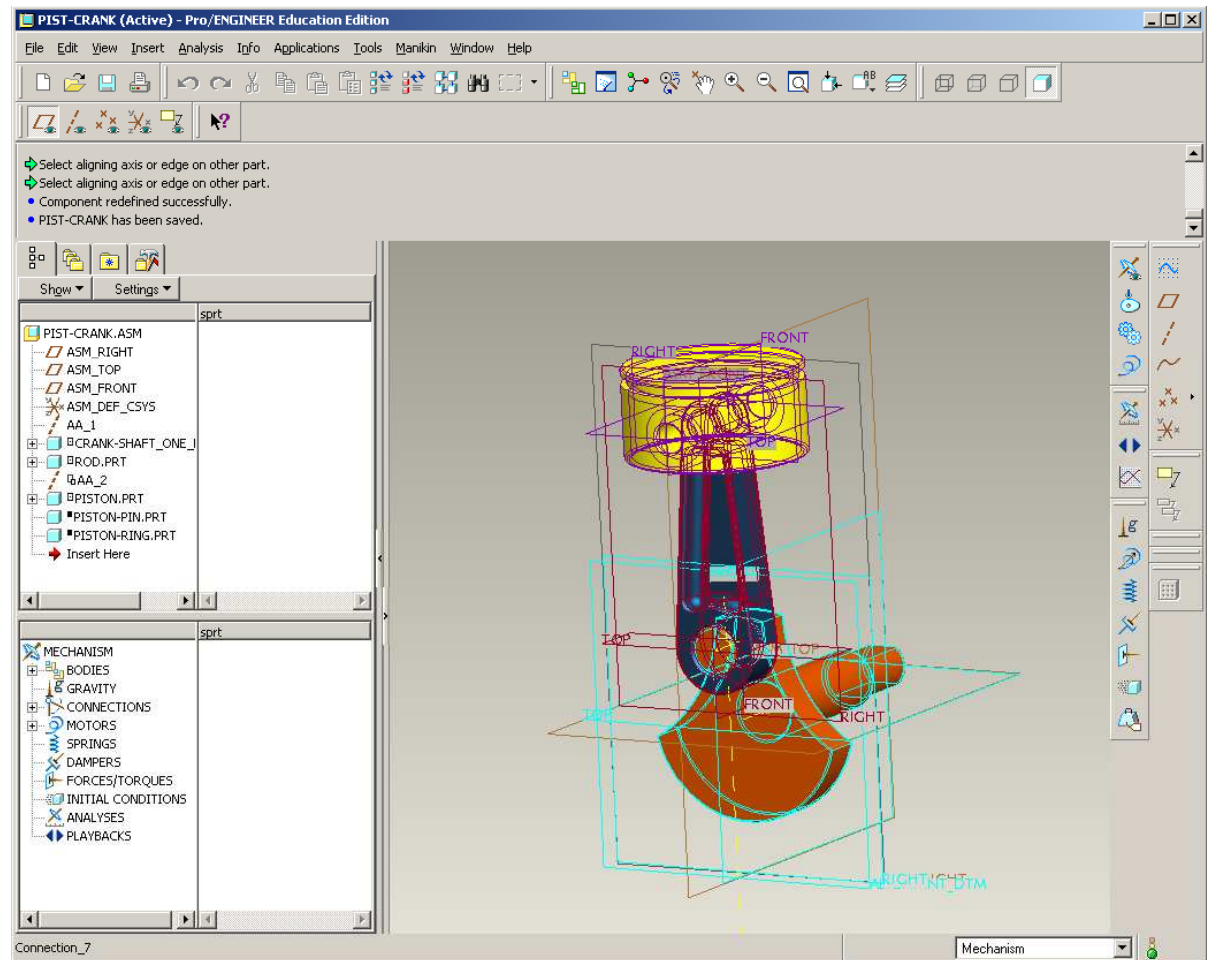 PIST-CRANK (Active) - Pro/ENGINEER Education Edition
File Edit View Insert Analysis Info Applications Tools Manikin Window Help
Select aligning axis or edge on other part.
Select aligning axis or edge on other part.
Component redefined successfully.
PIST-CRANK has been saved.
Show Settings
sprt
PIST-CRANK.ASM
ASM_RIGHT
ASM_TOP
ASM_FRONT
ASM_DEF_CSYS
AA_1
CRANK-SHAFT_ONE_
ROD.PRT
AA_2
PISTON.PRT
PISTON-PIN.PRT
PISTON-RING.PRT
Insert Here
sprt
MECHANISM
BODIES
GRAVITY
CONNECTIONS
MOTORS
SPRINGS
DAMPERS
FORCES/TORQUES
INITIAL CONDITIONS
ANALYSES
PLAYBACKS
RIGHT
FRONT
TOP
TOP
TOP
FRONT
RIGHT
TOP
RIGHT
Connection_7
Mechanism